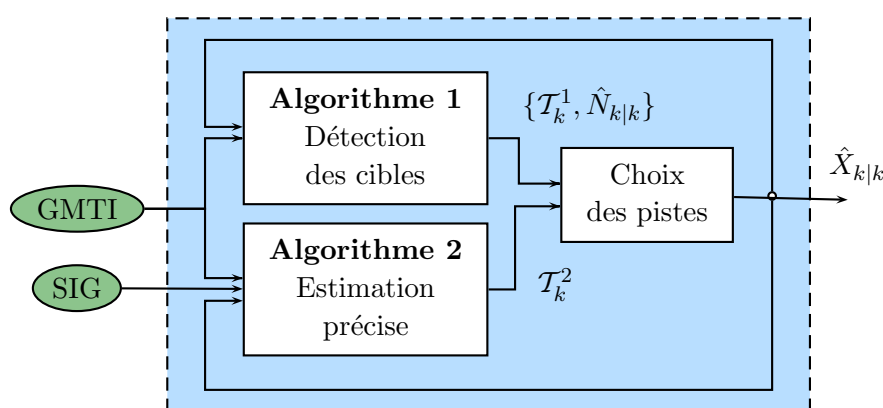 Algorithme 1
Détection
des cibles
{𝒯_k^1, N̂_{k|k}}
GMTI
Choix
des pistes
X̂_{k|k}
Algorithme 2
Estimation
précise
SIG
𝒯_k^2